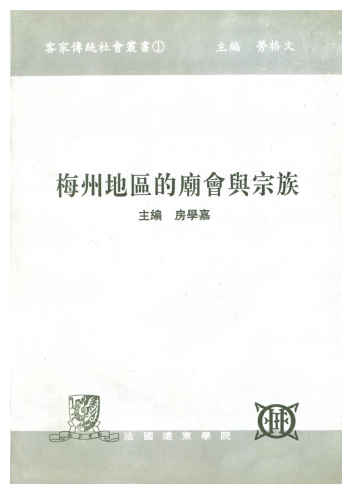 客家傳統社會叢書①　主編　勞格文
梅州地區的廟會與宗族
主編　房學嘉
法國遠東學院